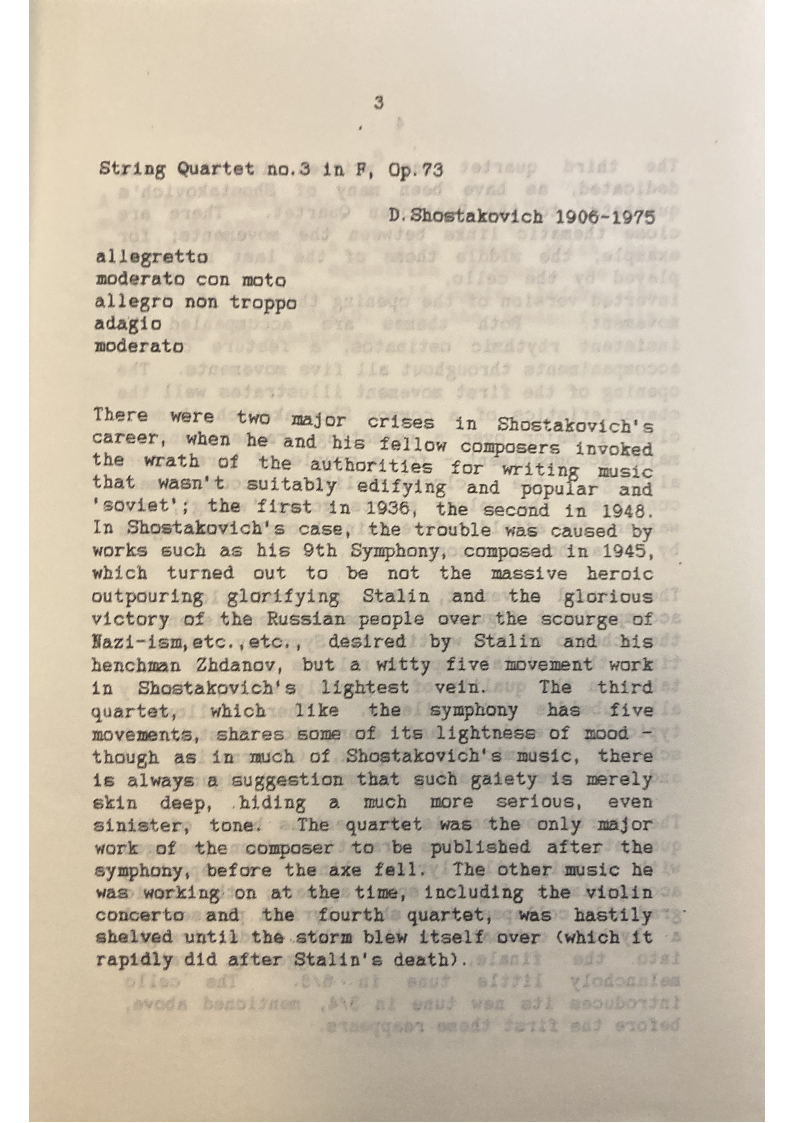 3
String Quartet no.3 in F, Op.73
D.Shostakovich 1906-1975
allegretto
moderato con moto
allegro non troppo
adagio
moderato
There were two major crises in Shostakovich's
career, when he and his fellow composers invoked
the wrath of the authorities for writing music
that wasn't suitably edifying and popular and
'soviet'; the first in 1936, the second in 1948.
In Shostakovich's case, the trouble was caused by
works such as his 9th Symphony, composed in 1945,
which turned out to be not the massive heroic
outpouring glorifying Stalin and the glorious
victory of the Russian people over the scourge of
Nazi-ism,etc.,etc., desired by Stalin and his
henchman Zhdanov, but a witty five movement work
in Shostakovich's lightest vein. The third
quartet, which like the symphony has five
movements, shares some of its lightness of mood -
though as in much of Shostakovich's music, there
is always a suggestion that such gaiety is merely
skin deep, hiding a much more serious, even
sinister, tone. The quartet was the only major
work of the composer to be published after the
symphony, before the axe fell. The other music he
was working on at the time, including the violin
concerto and the fourth quartet, was hastily
shelved until the storm blew itself over (which it
rapidly did after Stalin's death).